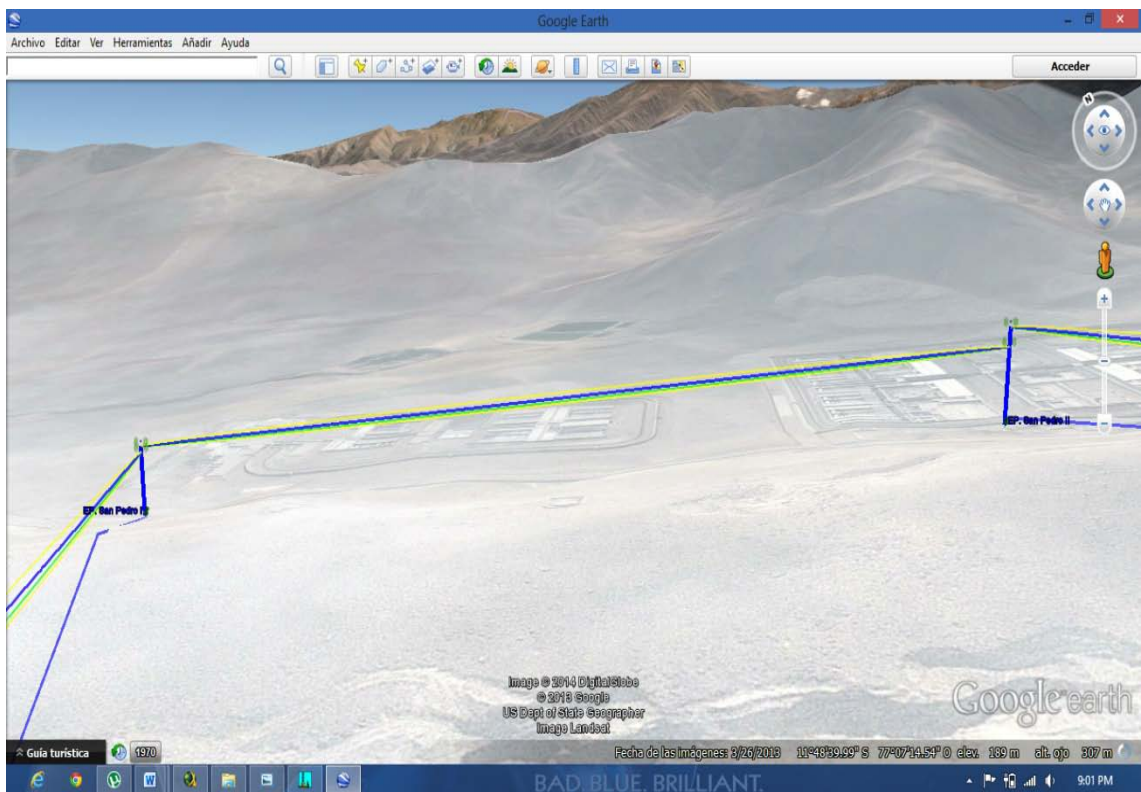 Google Earth
Archivo Editar Ver Herramientas Añadir Ayuda
Acceder
N
EP. San Pedro II
EP. San Pedro
Image © 2014 DigitalGlobe
© 2013 Google
US Dept of State Geographer
Image Landsat
Google earth
Guía turística
1970
Fecha de las imágenes: 3/26/2013 11°48'39.99" S 77°07'14.54" O elev. 189 m alt. ojo 307 m
BAD. BLUE. BRILLIANT.
9:01 PM